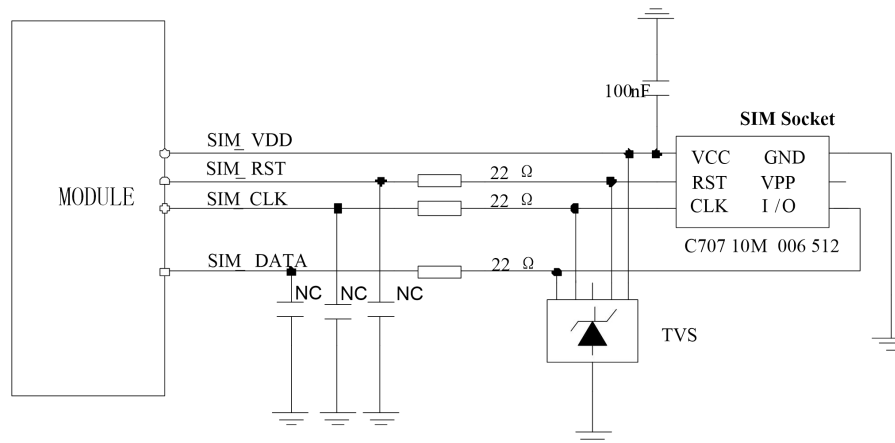 100nF
SIM Socket
SIM_VDD
VCC GND
SIM_RST
22 Ω
RST VPP
MODULE
SIM_CLK
22 Ω
CLK I/O
C707 10M 006 512
SIM_DATA
22 Ω
NC NC NC
TVS